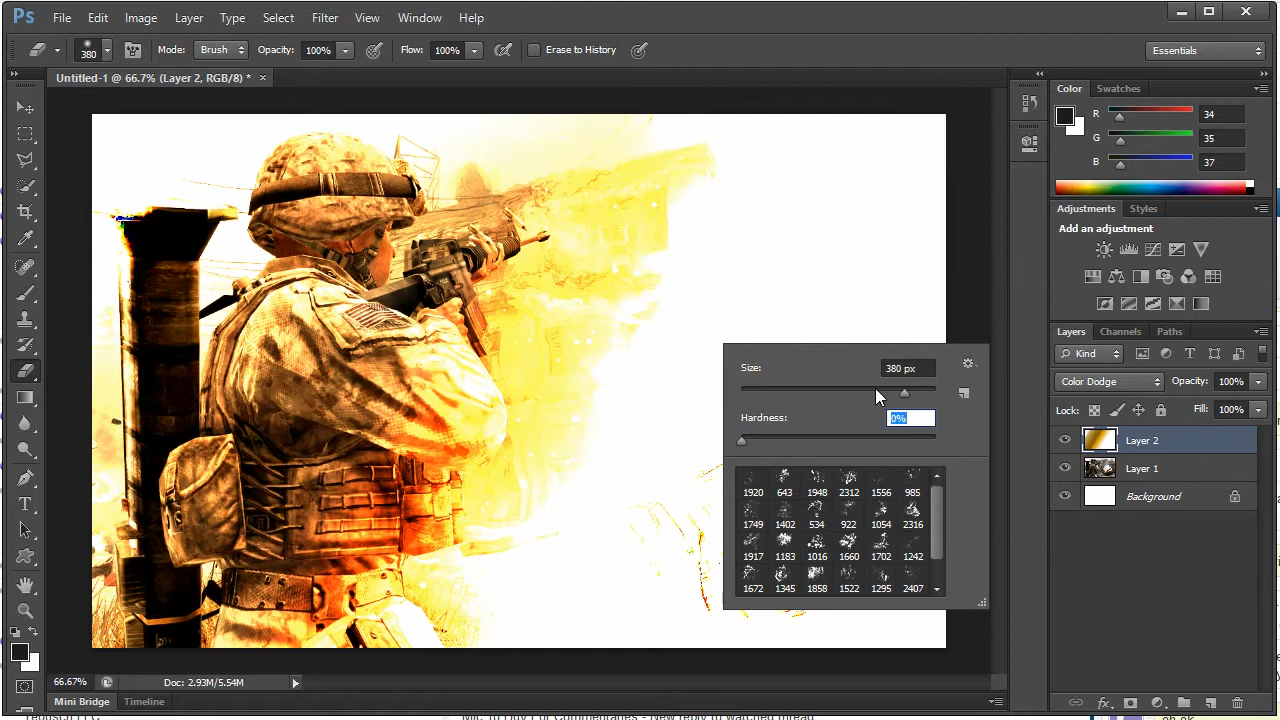 Ps File Edit Image Layer Type Select Filter View Window Help
380 Mode: Brush Opacity: 100% Flow: 100% Erase to History Essentials
Untitled-1 @ 66.7% (Layer 2, RGB/8) * ×
Color Swatches
R 34
G 35
B 37
Adjustments Styles
Add an adjustment
Layers Channels Paths
Kind
Color Dodge Opacity: 100%
Lock: Fill: 100%
Layer 2
Layer 1
Background
Size: 380 px
Hardness: 0%
1920 643 1948 2312 1556 985
1749 1402 534 922 1054 2316
1917 1183 1016 1660 1702 1242
1672 1345 1858 1522 1295 2407
66.67% Doc: 2.93M/5.54M
Mini Bridge Timeline
fx